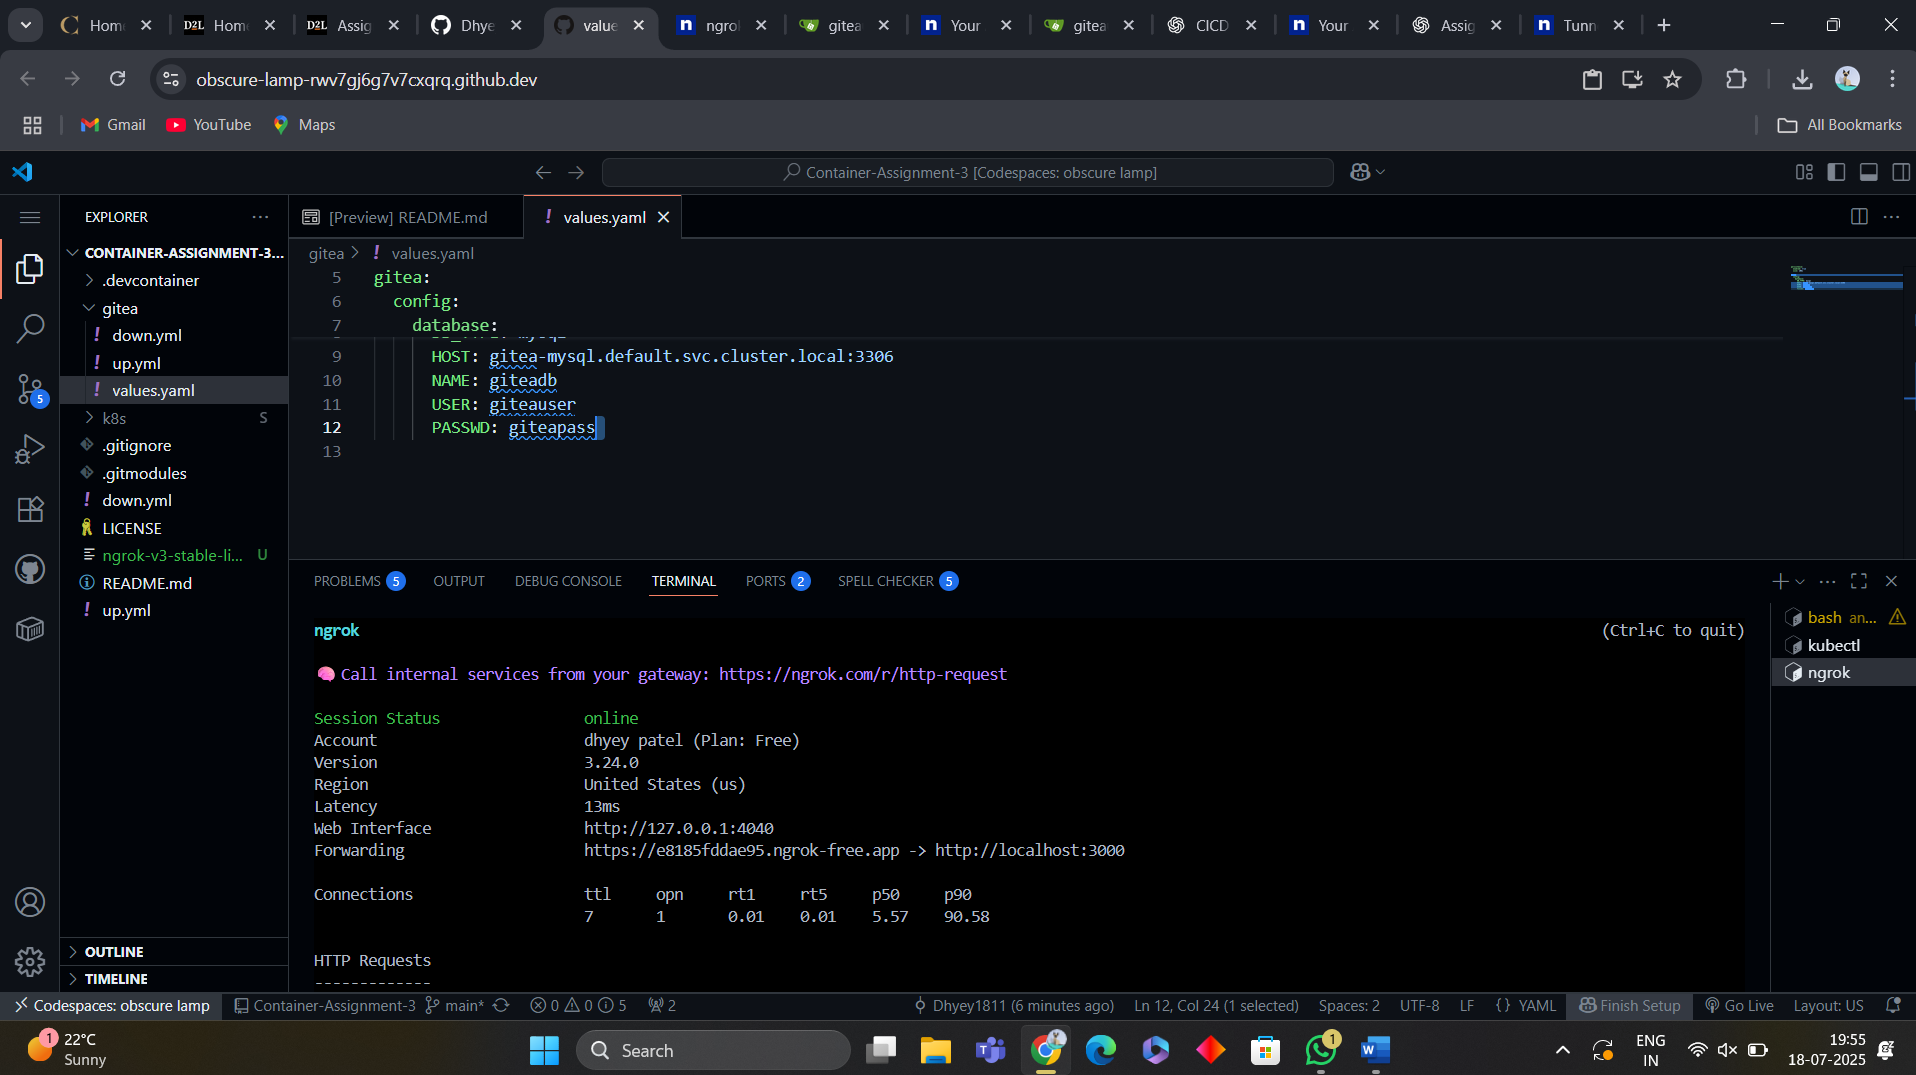 Home
Home
Assig
Dhye
value
ngrok
gitea
Your
gitea
CICD
Your
Assig
Tunn
obscure-lamp-rwv7gj6g7v7cxqrq.github.dev
Gmail
YouTube
Maps
All Bookmarks
Container-Assignment-3 [Codespaces: obscure lamp]
EXPLORER
[Preview] README.md
! values.yaml
CONTAINER-ASSIGNMENT-3...
.devcontainer
gitea
! down.yml
! up.yml
! values.yaml
k8s S
.gitignore
.gitmodules
! down.yml
LICENSE
ngrok-v3-stable-li... U
README.md
! up.yml
OUTLINE
TIMELINE
5
gitea > ! values.yaml
5 gitea:
6 config:
7 database:
9 HOST: gitea-mysql.default.svc.cluster.local:3306
10 NAME: giteadb
11 USER: giteauser
12 PASSWD: giteapass
13
PROBLEMS 5
OUTPUT
DEBUG CONSOLE
TERMINAL
PORTS 2
SPELL CHECKER 5
bash an...
kubectl
ngrok
ngrok (Ctrl+C to quit)
Call internal services from your gateway: https://ngrok.com/r/http-request
Session Status online
Account dhyey patel (Plan: Free)
Version 3.24.0
Region United States (us)
Latency 13ms
Web Interface http://127.0.0.1:4040
Forwarding https://e8185fddae95.ngrok-free.app -> http://localhost:3000
Connections ttl opn rt1 rt5 p50 p90
7 1 0.01 0.01 5.57 90.58
HTTP Requests
-------------
Codespaces: obscure lamp
Container-Assignment-3
main*
0 0 5
2
Dhyey1811 (6 minutes ago)
Ln 12, Col 24 (1 selected)
Spaces: 2
UTF-8
LF
{ } YAML
Finish Setup
Go Live
Layout: US
1
22°C
Sunny
Search
1
ENG
IN
19:55
18-07-2025